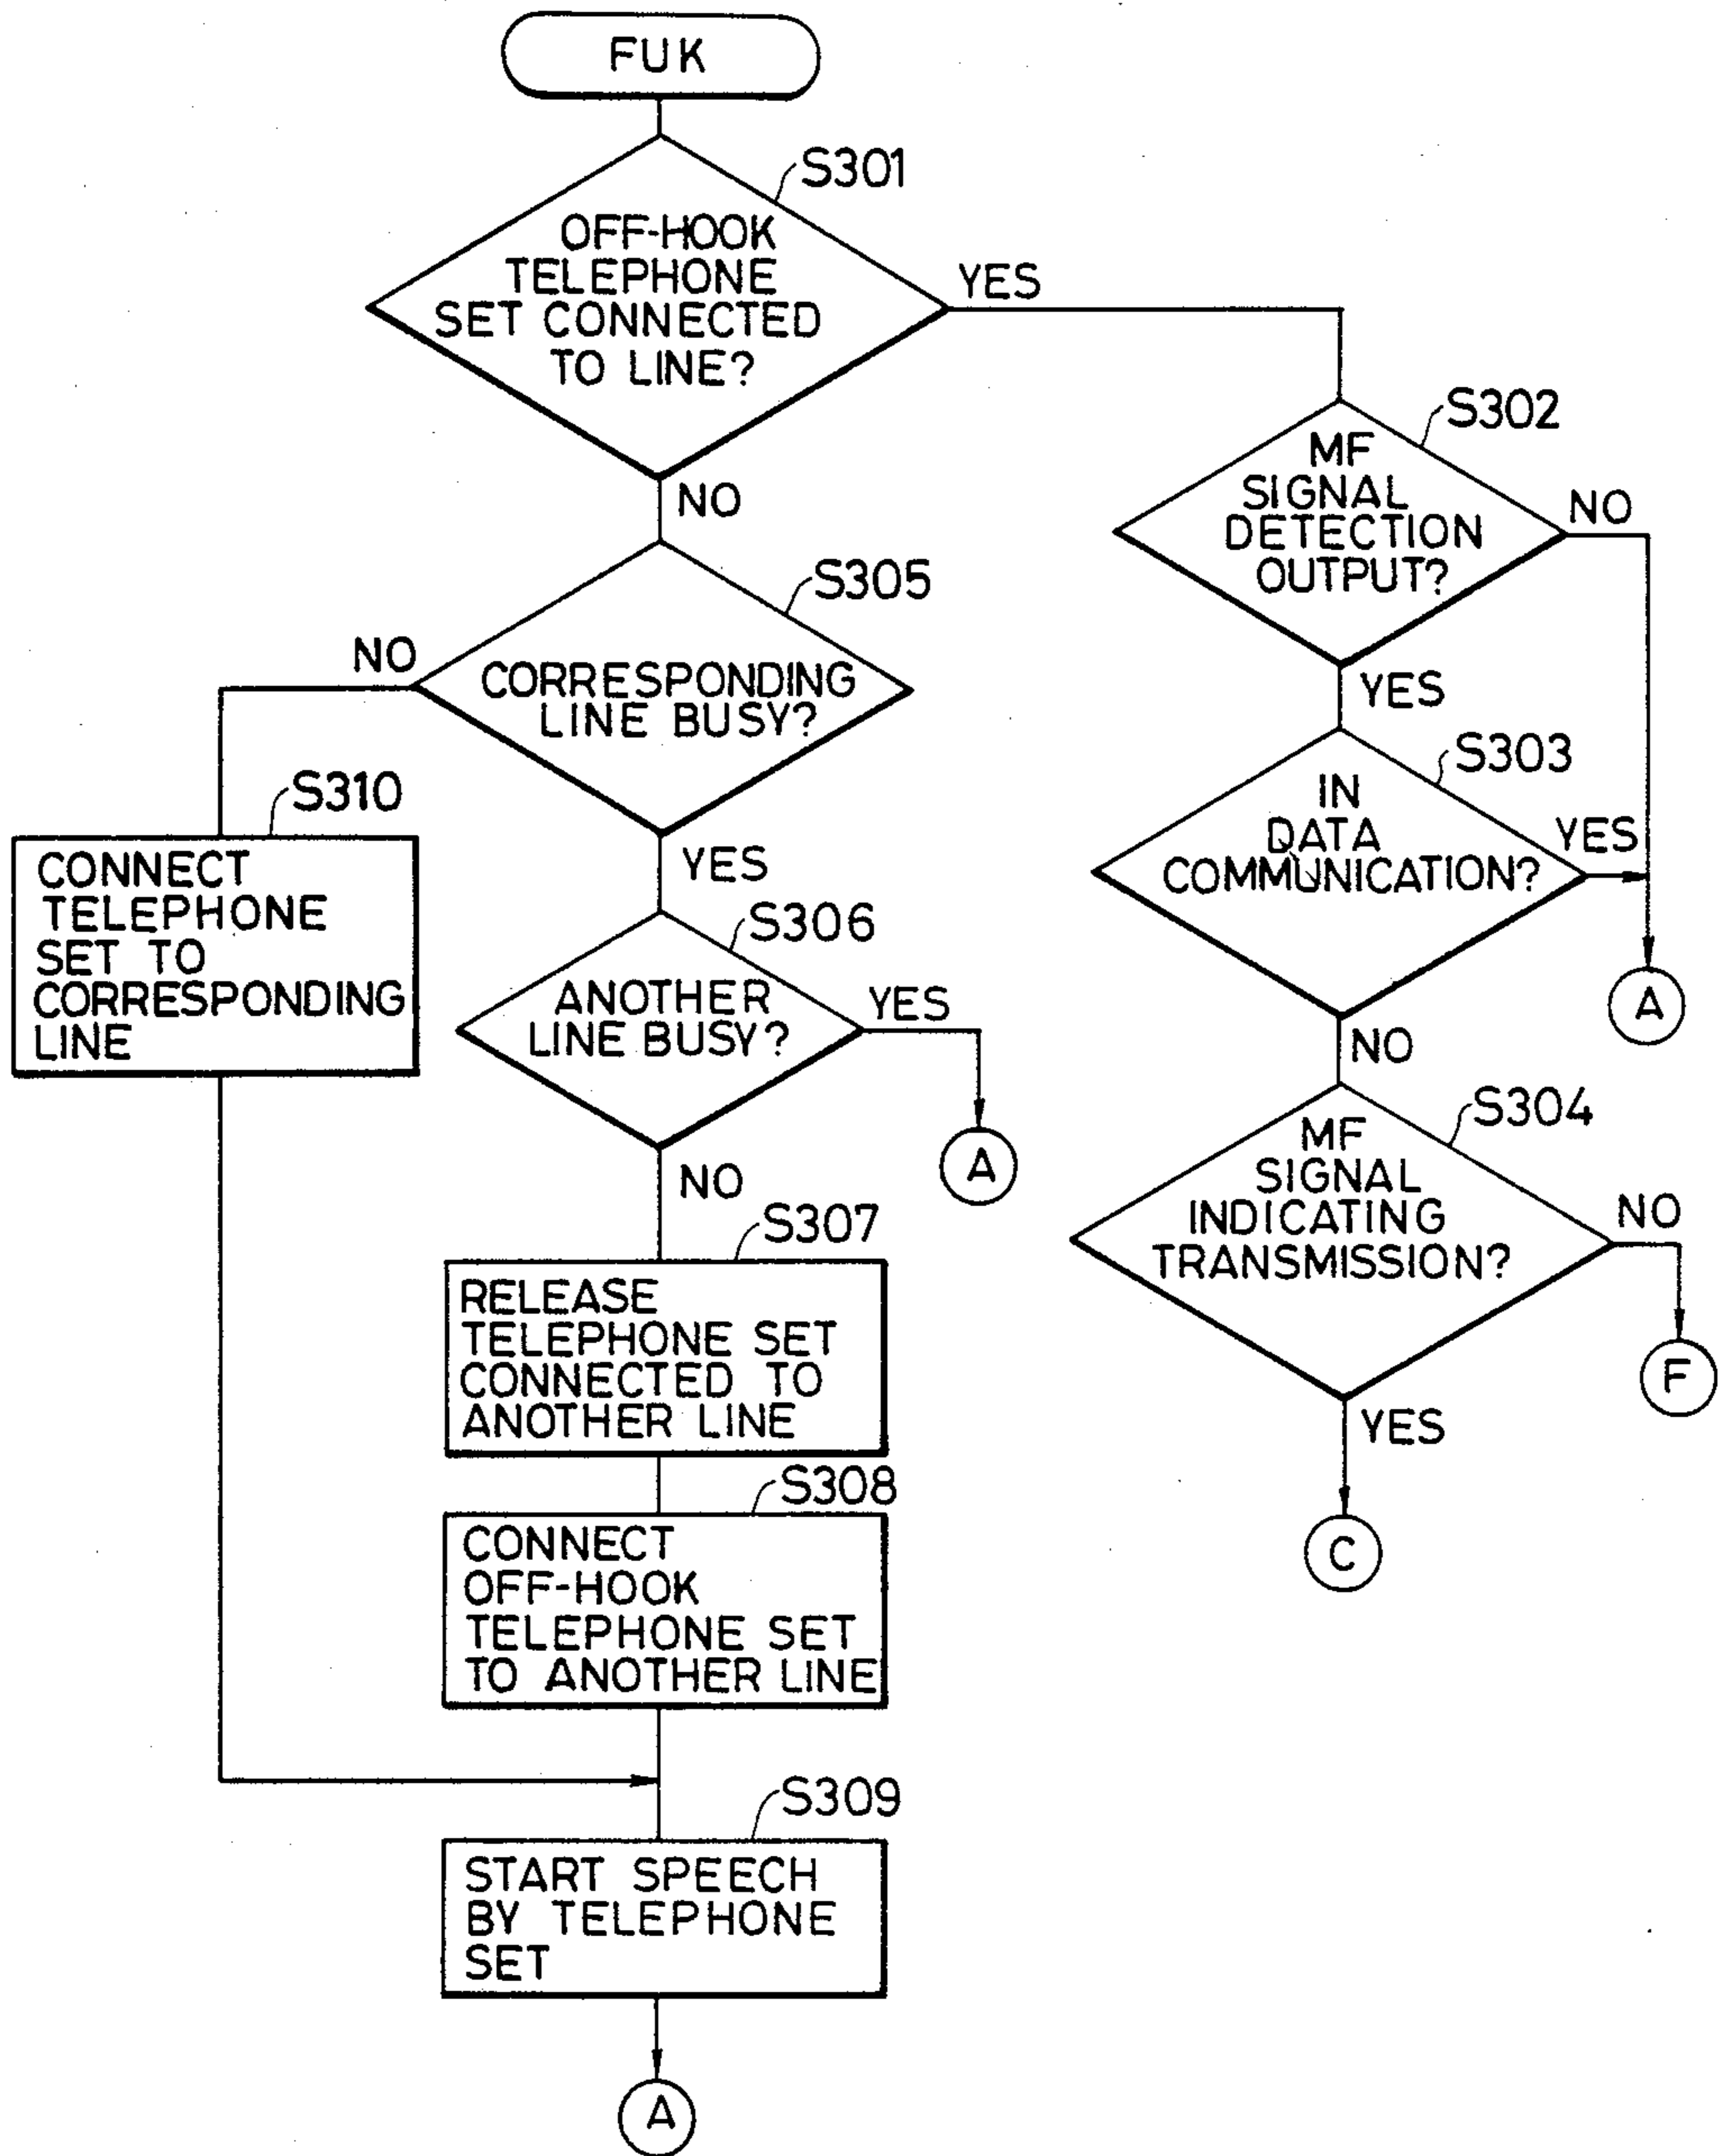 FUK
S301
OFF-HOOK
TELEPHONE
SET CONNECTED
TO LINE?
YES
NO
S302
MF
SIGNAL
DETECTION
OUTPUT?
NO
YES
S305
CORRESPONDING
LINE BUSY?
NO
YES
S303
IN
DATA
COMMUNICATION?
YES
A
NO
S310
CONNECT
TELEPHONE
SET TO
CORRESPONDING
LINE
S306
ANOTHER
LINE BUSY?
YES
A
NO
S304
MF
SIGNAL
INDICATING
TRANSMISSION?
NO
F
YES
C
S307
RELEASE
TELEPHONE SET
CONNECTED TO
ANOTHER LINE
S308
CONNECT
OFF-HOOK
TELEPHONE SET
TO ANOTHER LINE
S309
START SPEECH
BY TELEPHONE
SET
A